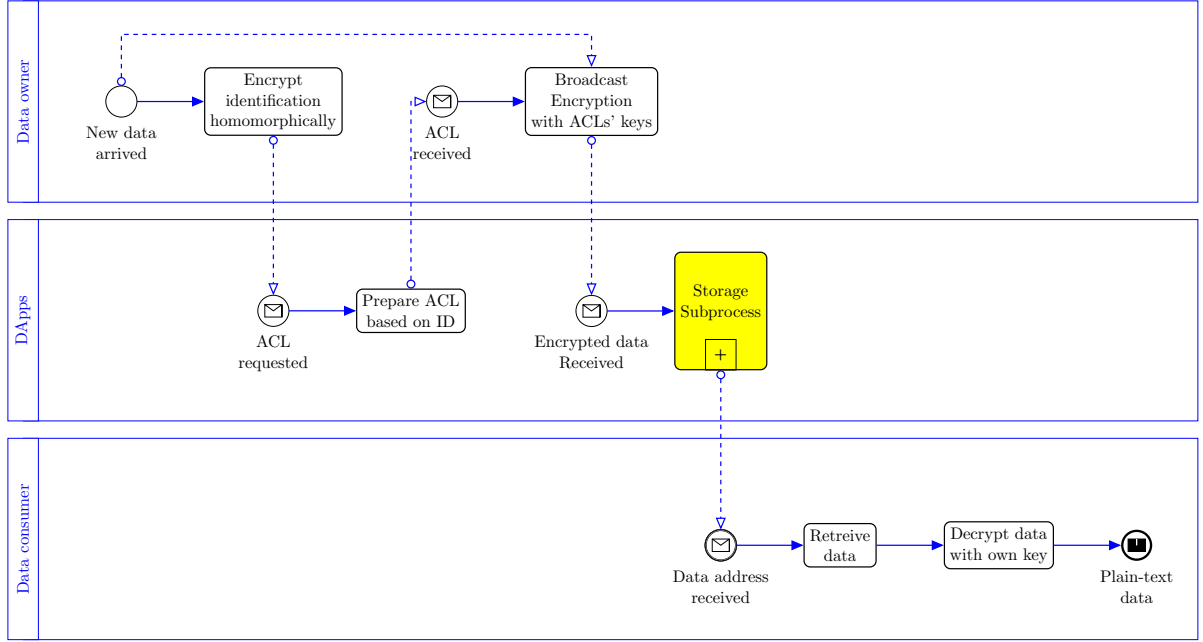 Data owner
New data
arrived
Encrypt
identification
homomorphically
ACL
received
Broadcast
Encryption
with ACLs' keys
DApps
ACL
requested
Prepare ACL
based on ID
Encrypted data
Received
Storage
Subprocess
+
Data consumer
Data address
received
Retreive
data
Decrypt data
with own key
Plain-text
data